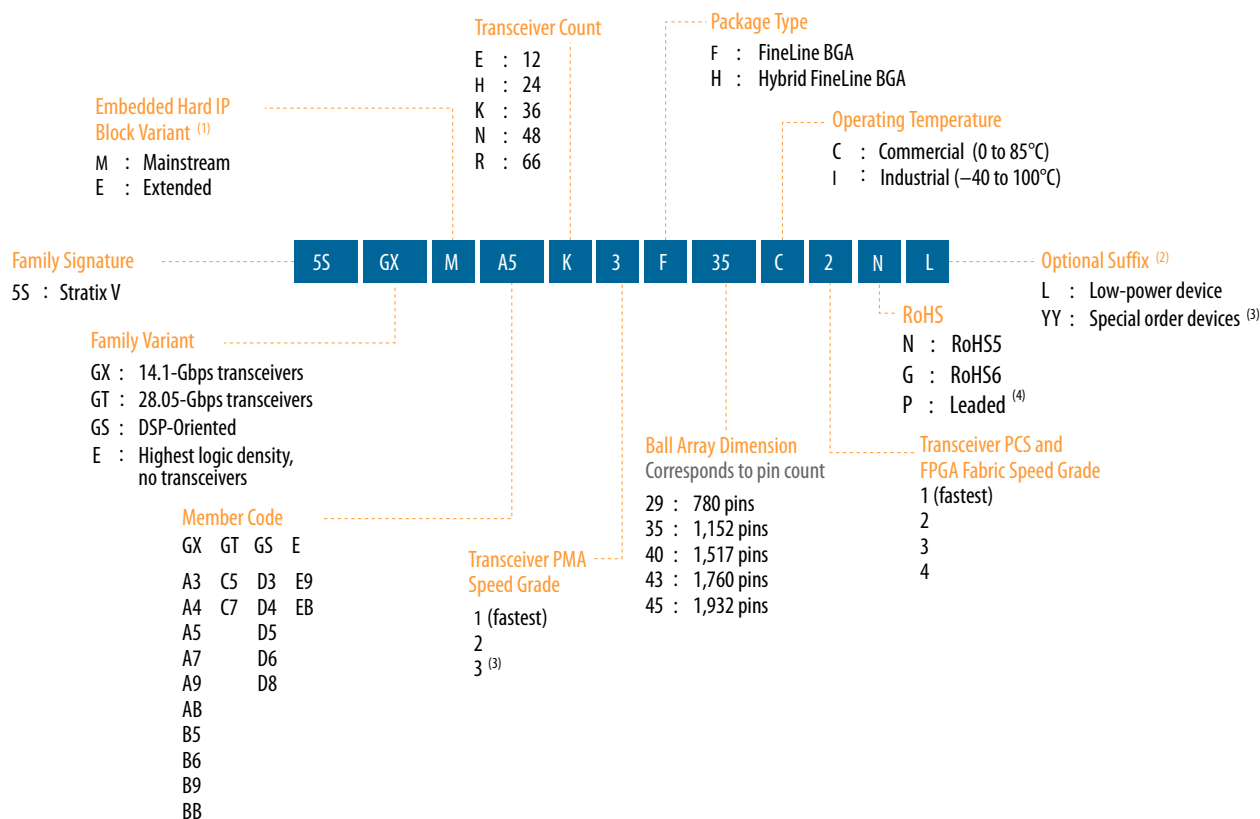 Transceiver Count
E : 12
H : 24
K : 36
N : 48
R : 66
Package Type
F : FineLine BGA
H : Hybrid FineLine BGA
Embedded Hard IP
Block Variant (1)
M : Mainstream
E : Extended
Operating Temperature
C : Commercial (0 to 85°C)
I : Industrial (–40 to 100°C)
Family Signature
5S : Stratix V
5S GX M A5 K 3 F 35 C 2 N L
Optional Suffix (2)
L : Low-power device
YY : Special order devices (3)
RoHS
N : RoHS5
G : RoHS6
P : Leaded (4)
Family Variant
GX : 14.1-Gbps transceivers
GT : 28.05-Gbps transceivers
GS : DSP-Oriented
E : Highest logic density,
no transceivers
Member Code
GX GT GS E
A3 C5 D3 E9
A4 C7 D4 EB
A5 D5
A7 D6
A9 D8
AB
B5
B6
B9
BB
Transceiver PMA
Speed Grade
1 (fastest)
2
3 (3)
Ball Array Dimension
Corresponds to pin count
29 : 780 pins
35 : 1,152 pins
40 : 1,517 pins
43 : 1,760 pins
45 : 1,932 pins
Transceiver PCS and
FPGA Fabric Speed Grade
1 (fastest)
2
3
4